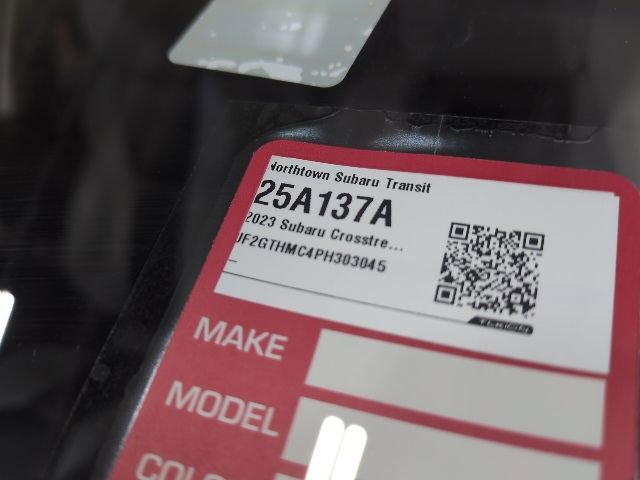 Northtown Subaru Transit
25A137A
2023 Subaru Crosstre...
JF2GTHMC4PH303045
MAKE
MODEL